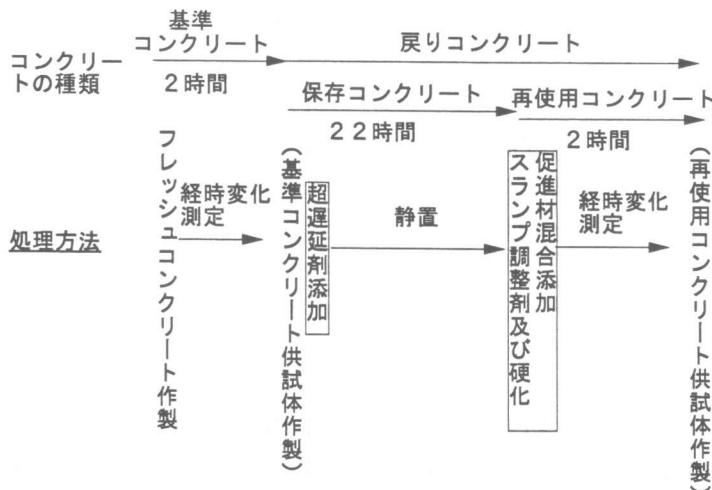 基準
コンクリート
戻りコンクリート
コンクリー
トの種類
2時間
保存コンクリート
再使用コンクリート
22時間
2時間
フレッシュコンクリート作製
経時変化
測定
(基準コンクリート供試体作製)
超遅延剤添加
静置
促進材混合添加
スランプ調整剤及び硬化
経時変化
測定
(再使用コンクリート供試体作製)
処理方法